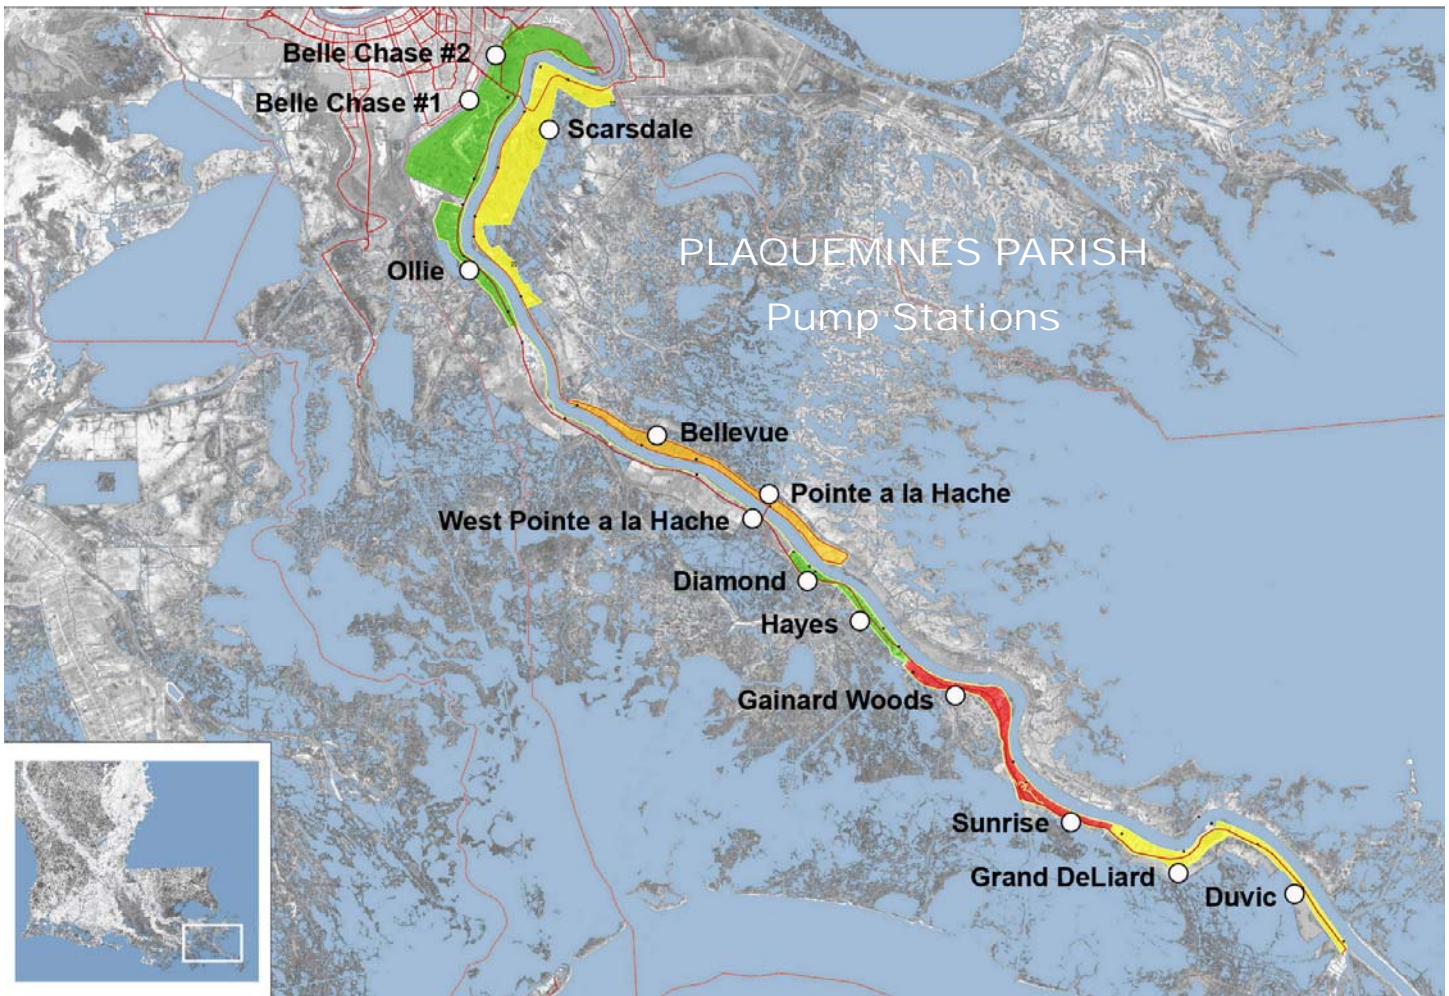 Belle Chase #2
Belle Chase #1
Scarsdale
PLAQUEMINES PARISH
Pump Stations
Ollie
Bellevue
Pointe a la Hache
West Pointe a la Hache
Diamond
Hayes
Gainard Woods
Sunrise
Grand DeLiard
Duvic